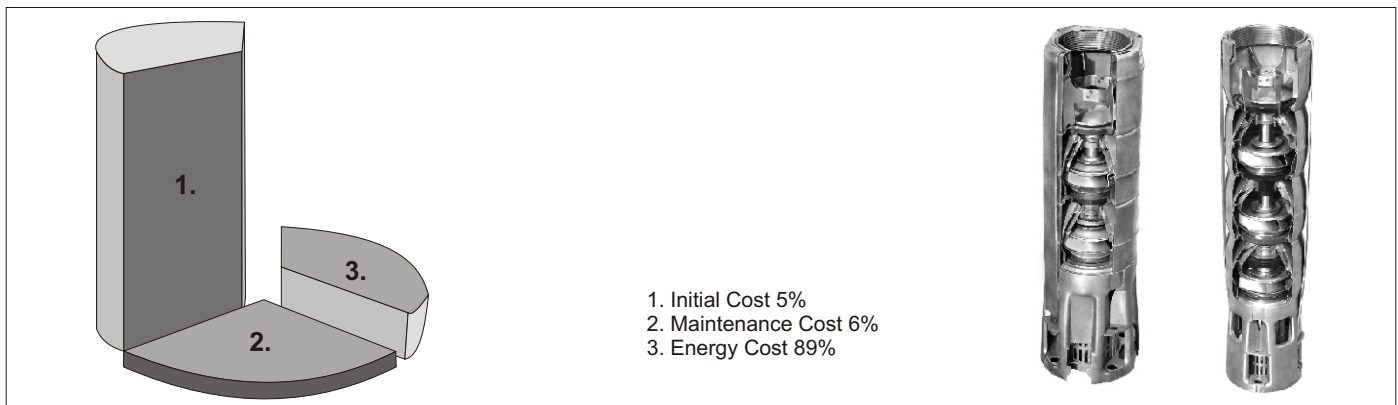 1.
3.
2.
1. Initial Cost 5%
2. Maintenance Cost 6%
3. Energy Cost 89%